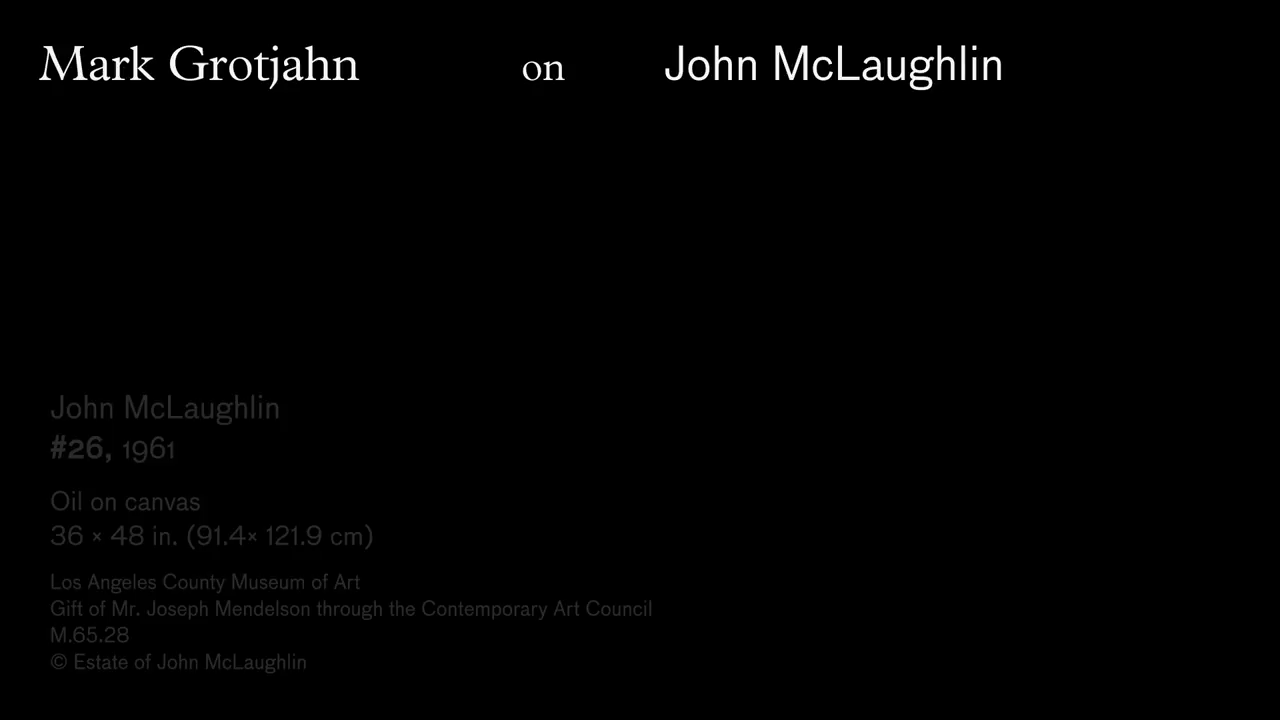 Mark Grotjahn on John McLaughlin
John McLaughlin
#26, 1961
Oil on canvas
36 × 48 in. (91.4× 121.9 cm)
Los Angeles County Museum of Art
Gift of Mr. Joseph Mendelson through the Contemporary Art Council
M.65.28
© Estate of John McLaughlin